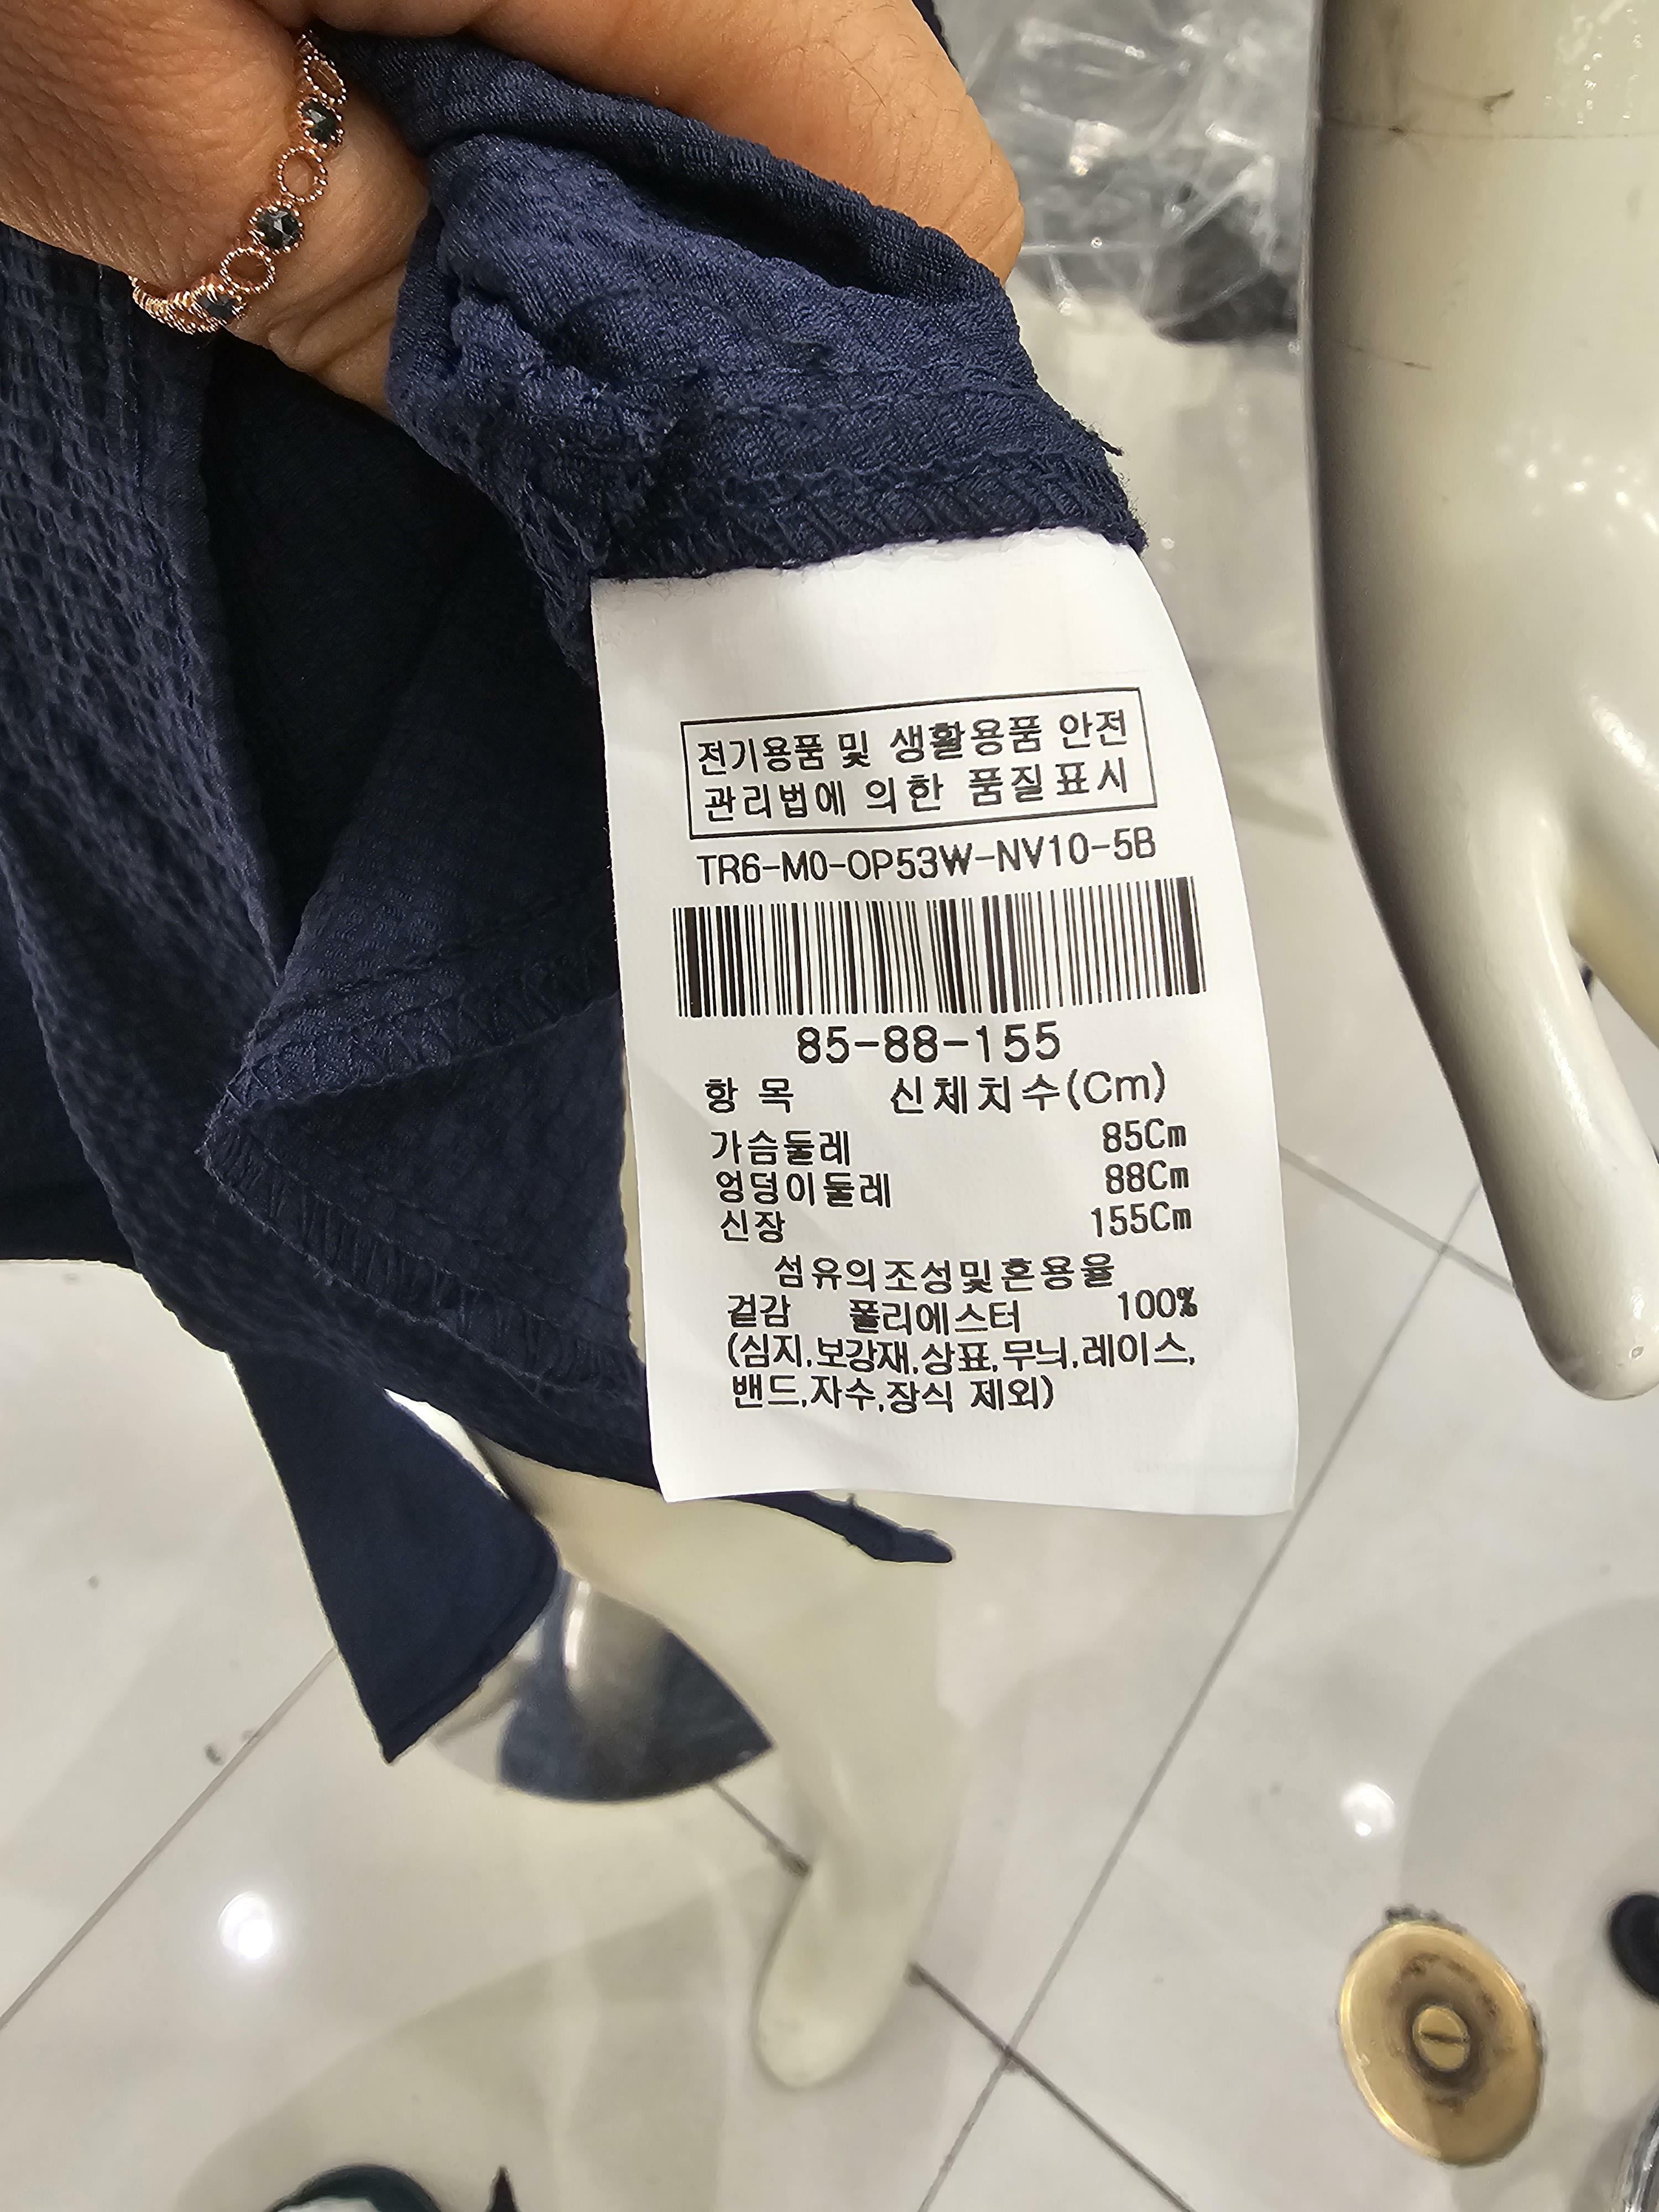 전기용품 및 생활용품 안전
관리법에 의한 품질표시
TR6-M0-OP53W-NV10-5B
85-88-155
항 목 신체치수(Cm)
가슴둘레 85Cm
엉덩이둘레 88Cm
신장 155Cm
섬유의조성및혼용율
겉감 폴리에스터 100%
(심지,보강재,상표,무늬,레이스,
밴드,자수,장식 제외)